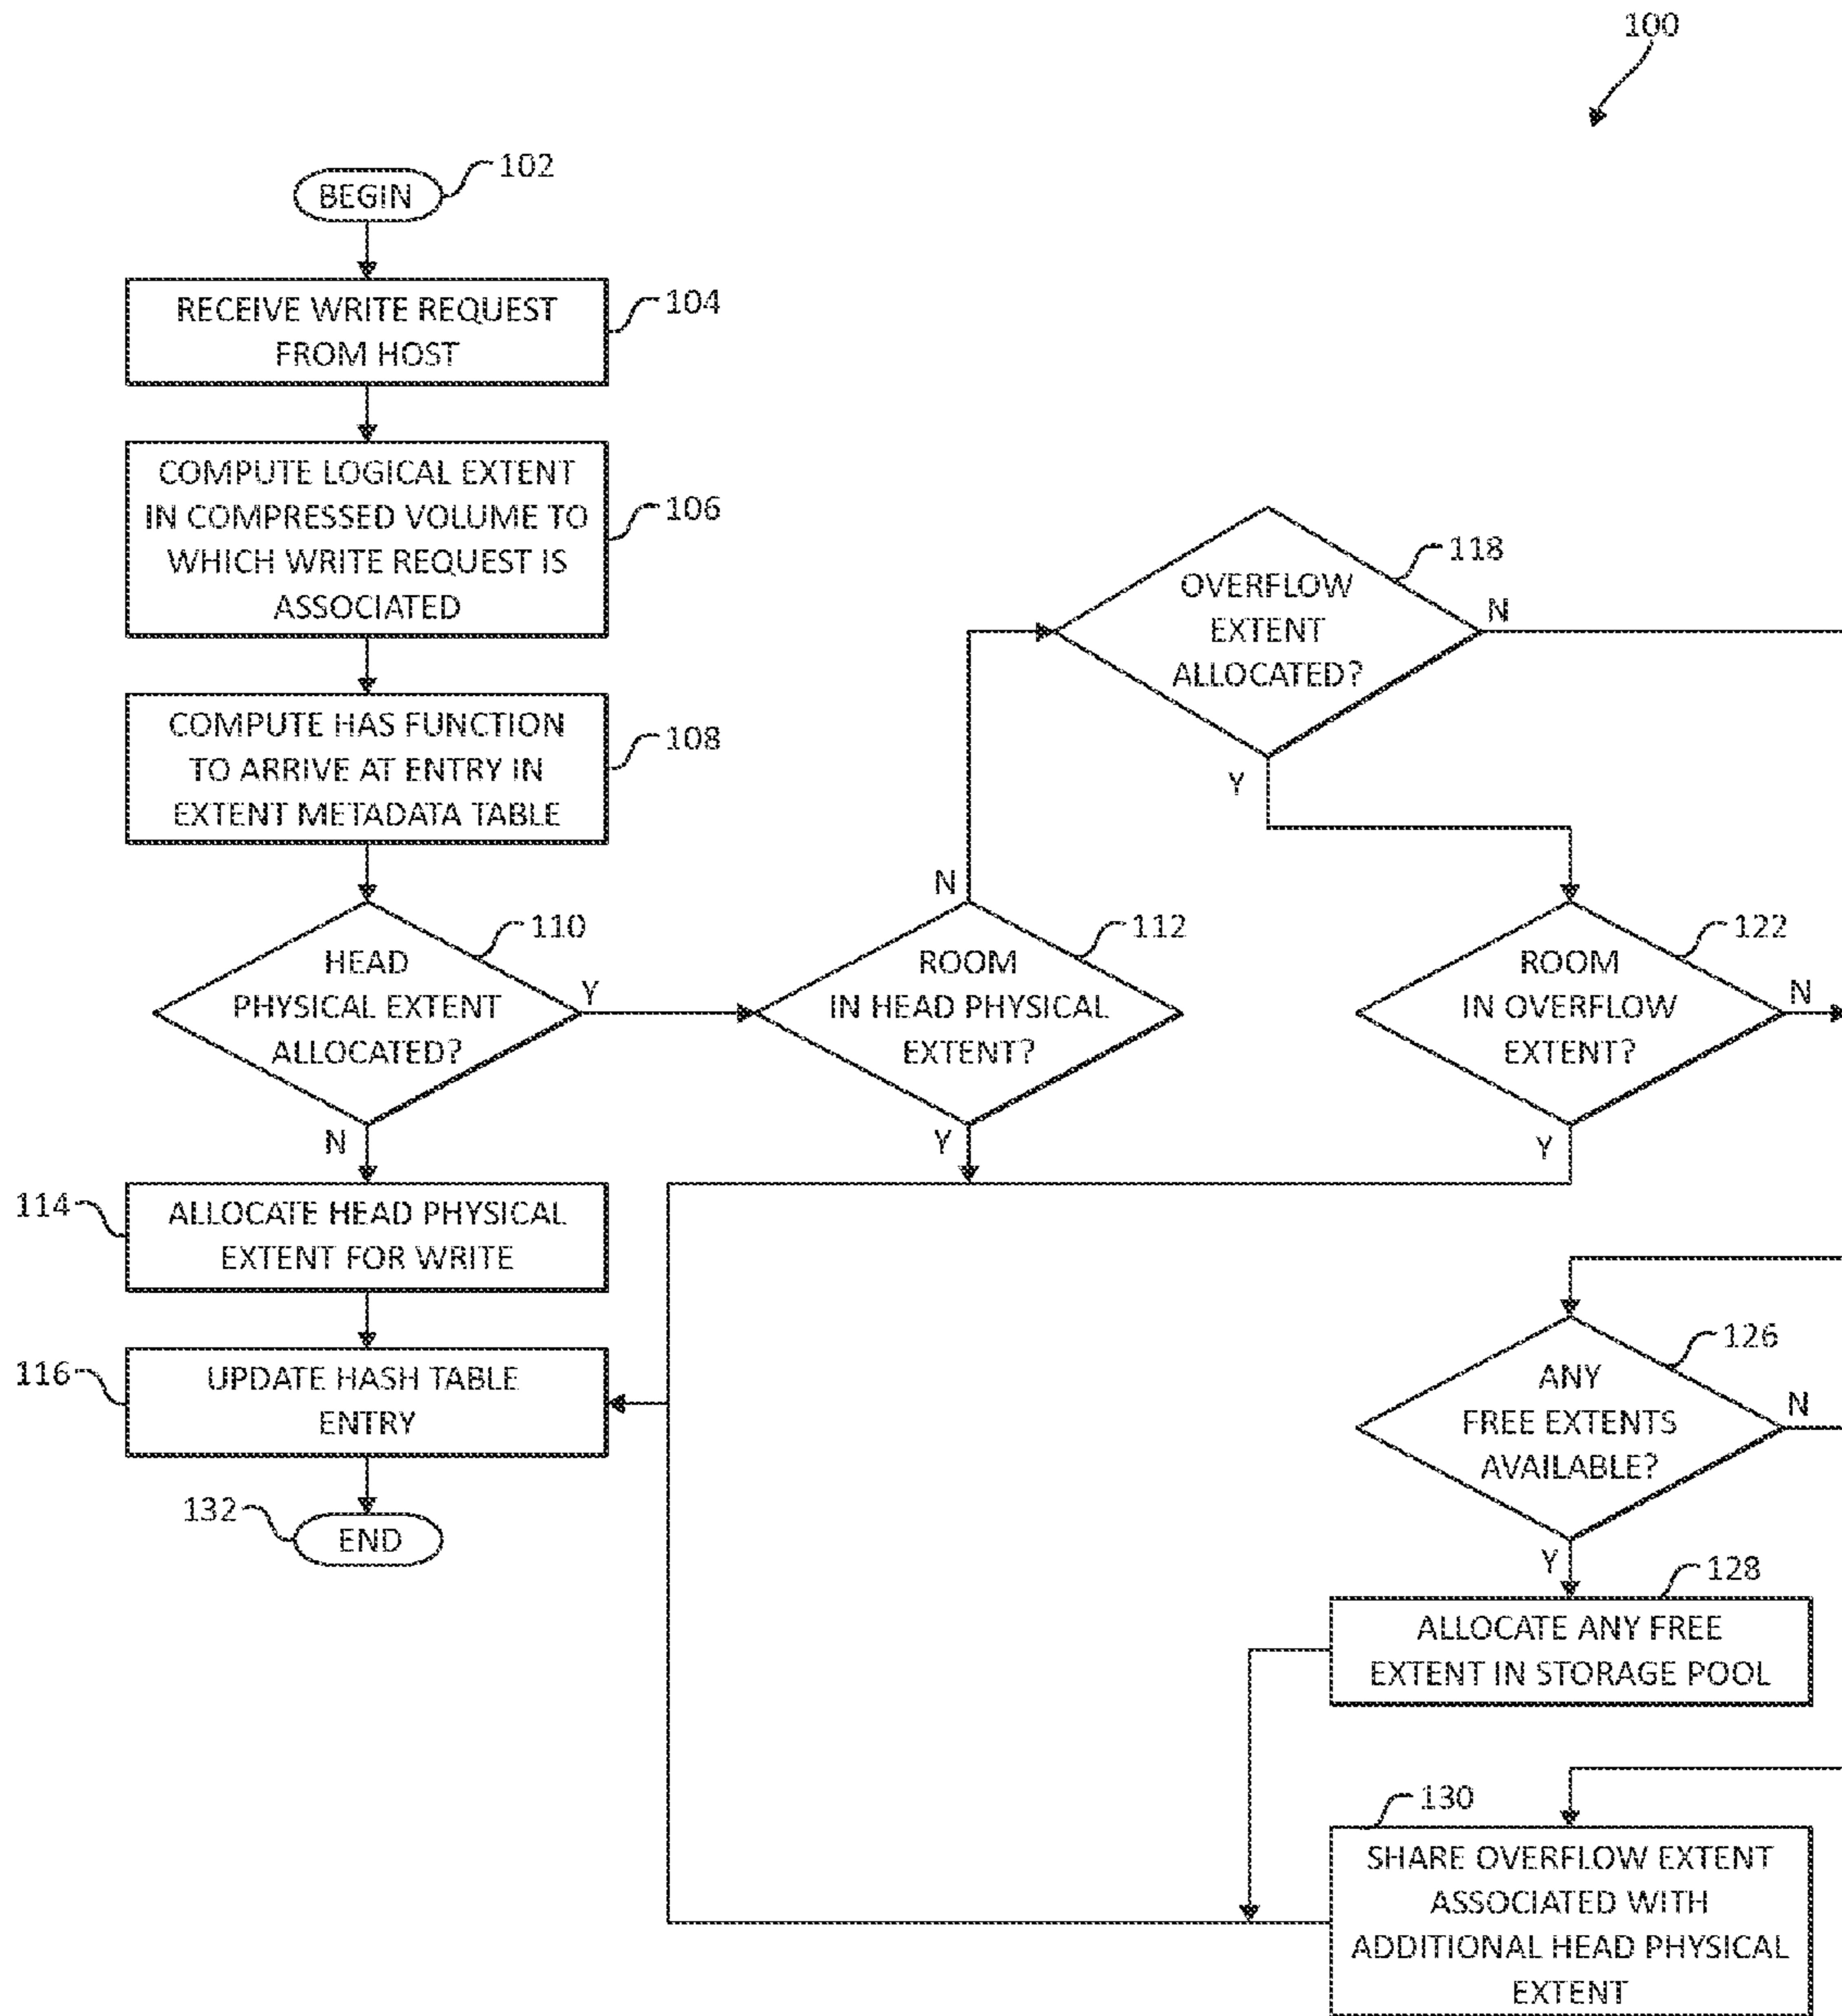 100
BEGIN
102
RECEIVE WRITE REQUEST
FROM HOST
104
COMPUTE LOGICAL EXTENT
IN COMPRESSED VOLUME TO
WHICH WRITE REQUEST IS
ASSOCIATED
106
COMPUTE HAS FUNCTION
TO ARRIVE AT ENTRY IN
EXTENT METADATA TABLE
108
HEAD
PHYSICAL EXTENT
ALLOCATED?
110
Y
N
ROOM
IN HEAD PHYSICAL
EXTENT?
112
N
Y
OVERFLOW
EXTENT
ALLOCATED?
118
N
Y
ROOM
IN OVERFLOW
EXTENT?
122
N
Y
114
ALLOCATE HEAD PHYSICAL
EXTENT FOR WRITE
116
UPDATE HASH TABLE
ENTRY
132
END
ANY
FREE EXTENTS
AVAILABLE?
126
N
Y
128
ALLOCATE ANY FREE
EXTENT IN STORAGE POOL
130
SHARE OVERFLOW EXTENT
ASSOCIATED WITH
ADDITIONAL HEAD PHYSICAL
EXTENT